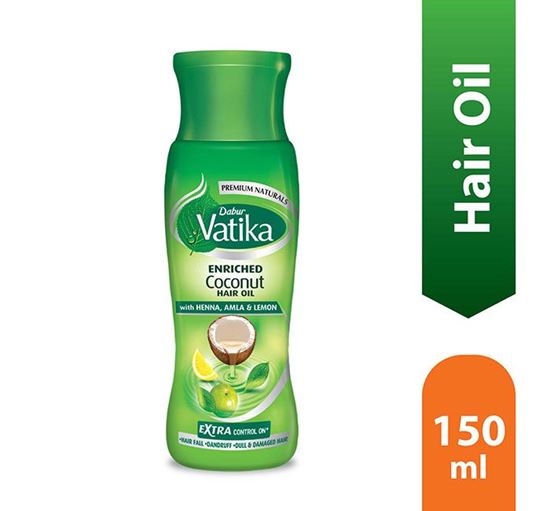 PREMIUM NATURALS
Dabur
Vatika
ENRICHED
Coconut
HAIR OIL
with HENNA, AMLA & LEMON
EXTRA CONTROL ON*
•HAIR FALL •DANDRUFF •DULL & DAMAGED HAIR
Hair Oil
150
ml